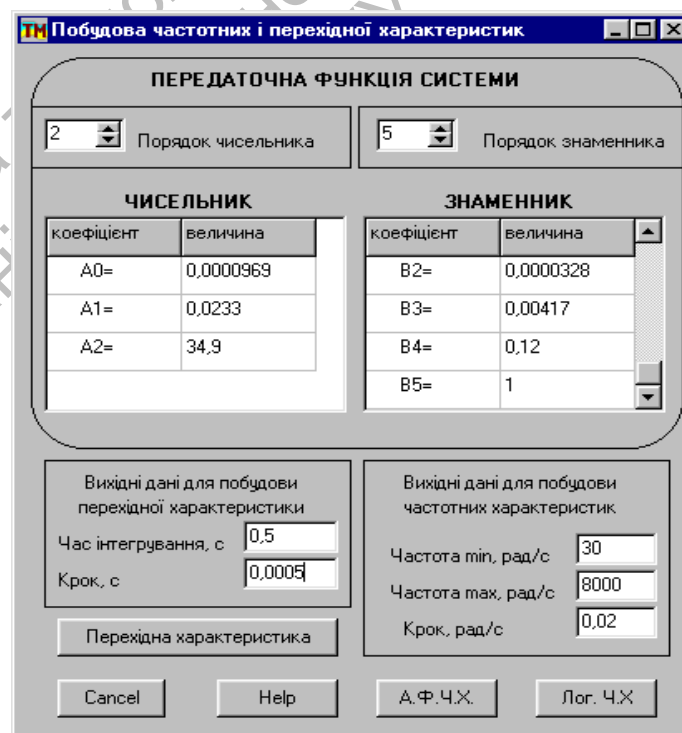 ТМ Побудова частотних і перехідної характеристик
ПЕРЕДАТОЧНА ФУНКЦІЯ СИСТЕМИ
2 Порядок чисельника
5 Порядок знаменника
ЧИСЕЛЬНИК
коефіцієнт величина
A0= 0,0000969
A1= 0,0233
A2= 34,9
ЗНАМЕННИК
коефіцієнт величина
B2= 0,0000328
B3= 0,00417
B4= 0,12
B5= 1
Вихідні дані для побудови
перехідної характеристики
Час інтегрування, с 0,5
Крок, с 0,0005
Вихідні дані для побудови
частотних характеристик
Частота min, рад/с 30
Частота max, рад/с 8000
Крок, рад/с 0,02
Перехідна характеристика
Cancel
Help
А.Ф.Ч.Х.
Лог. Ч.Х